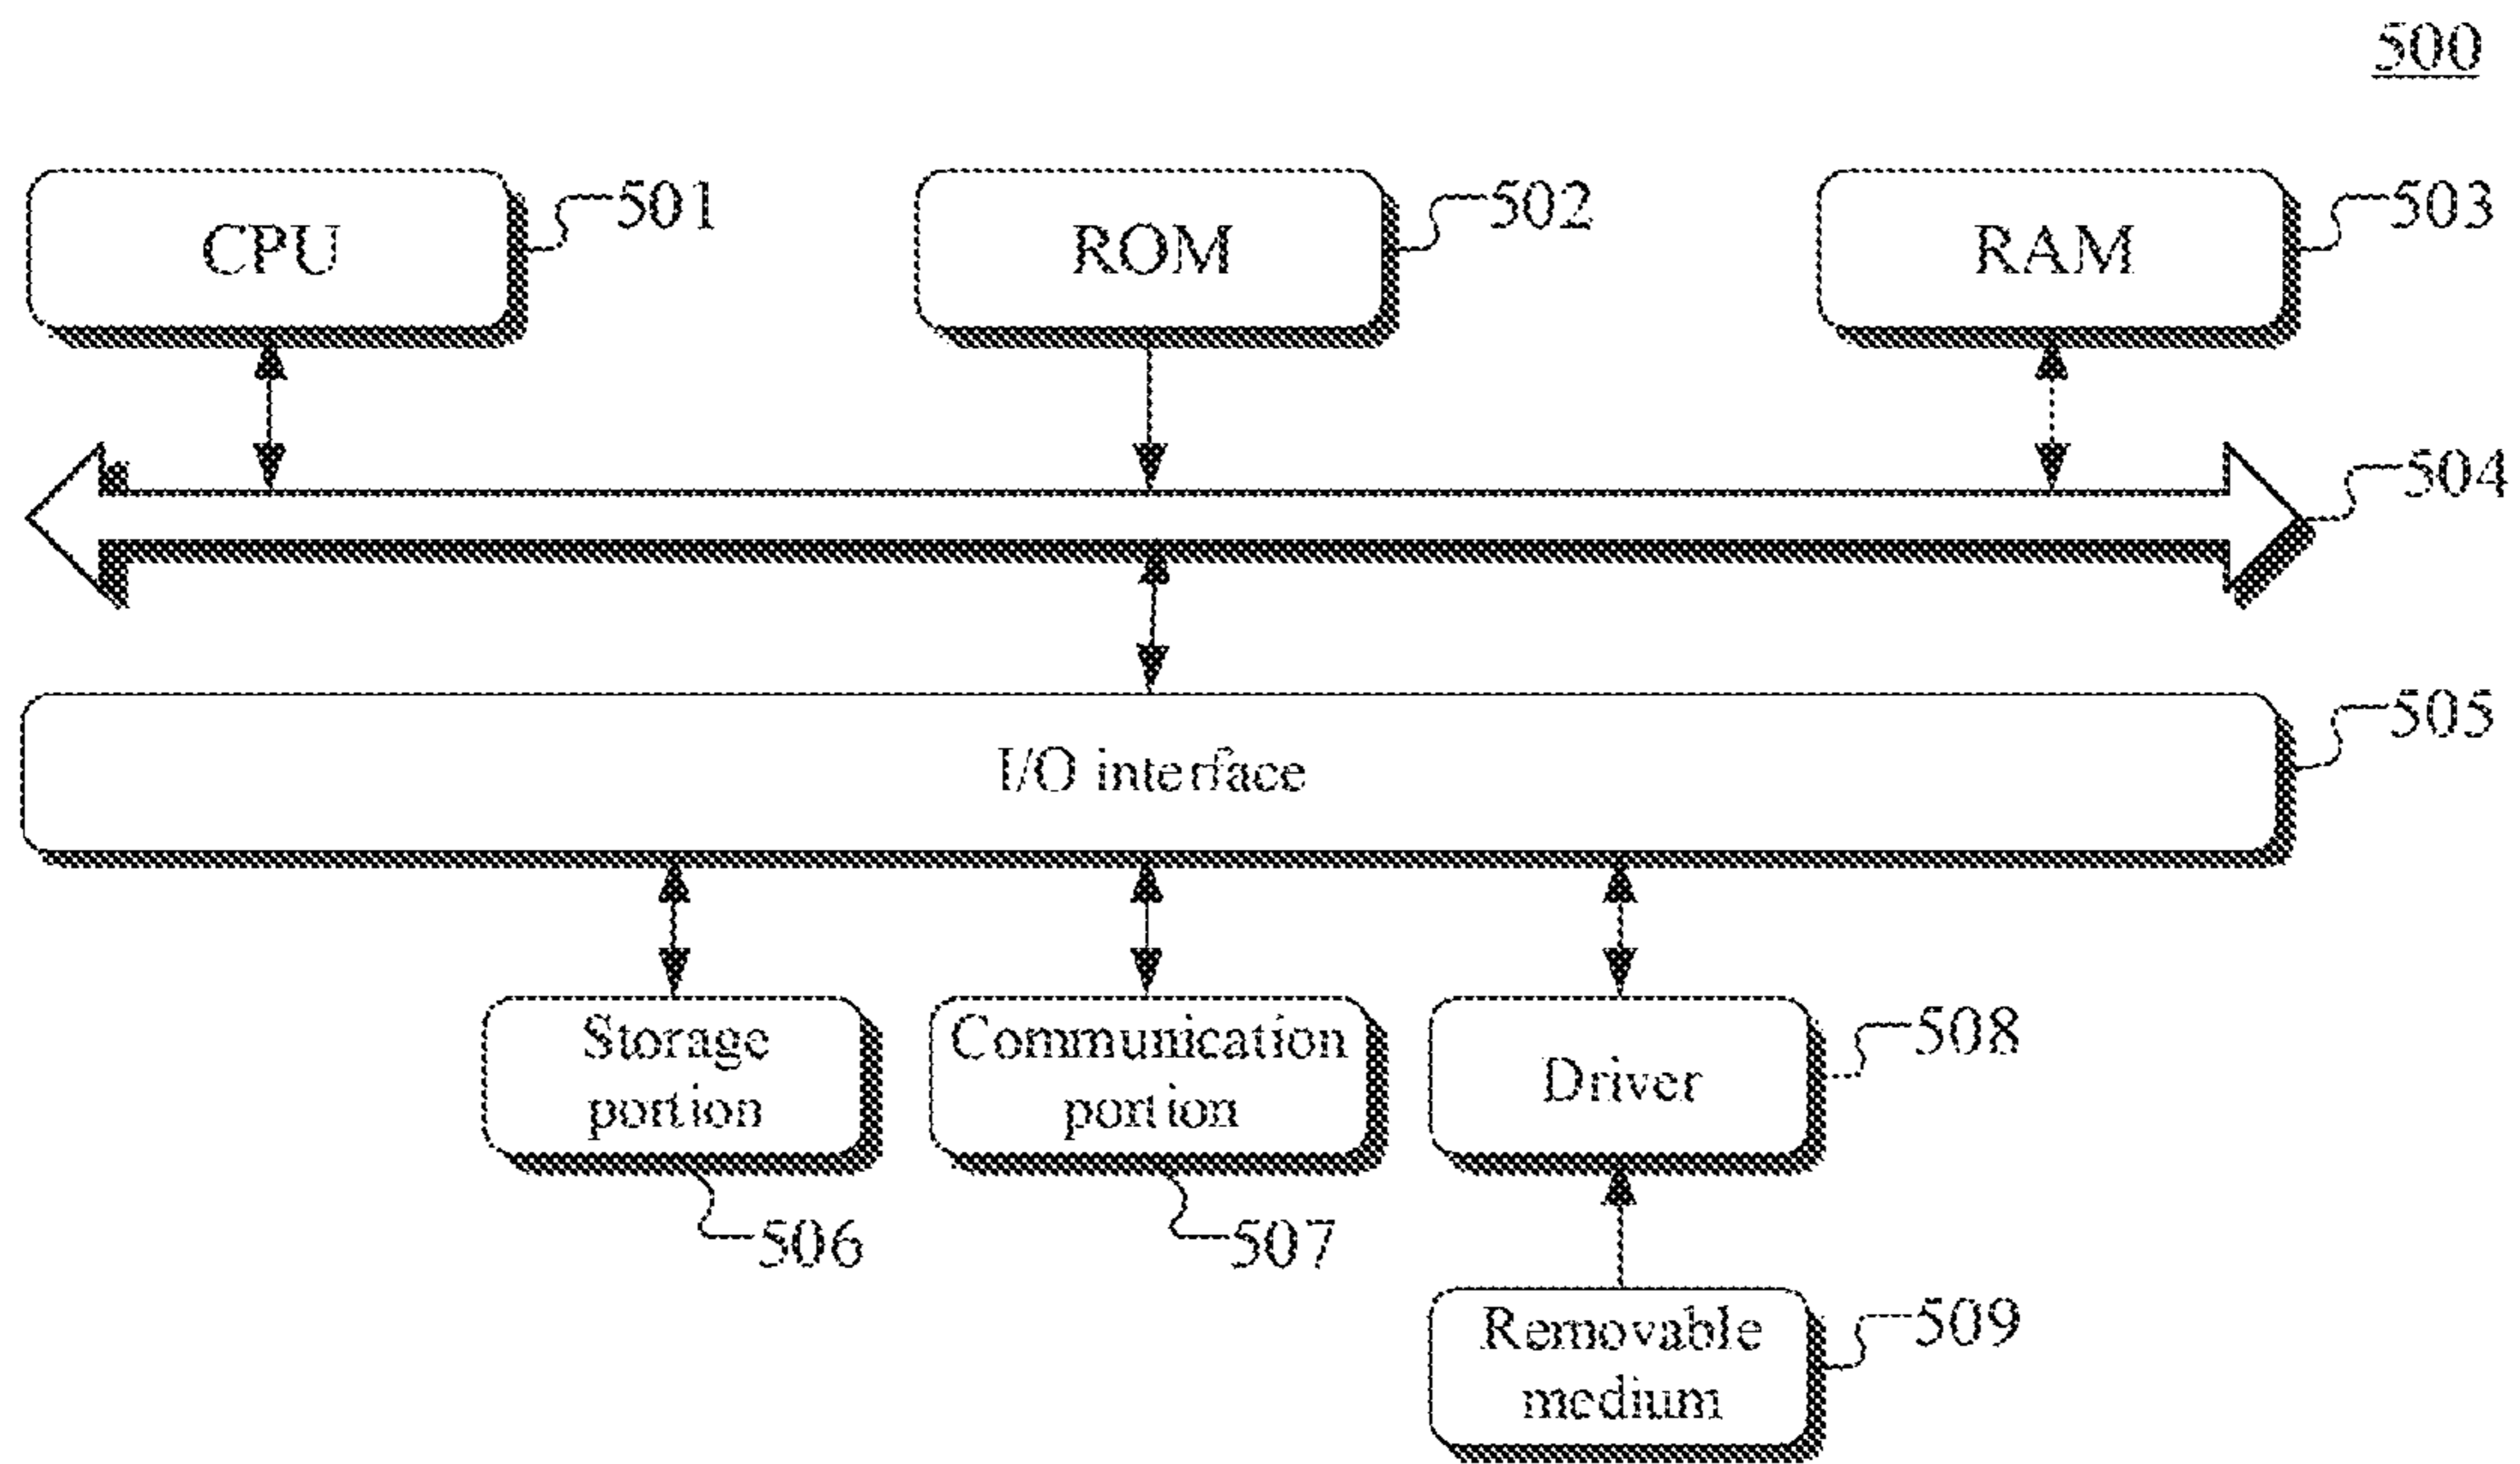 500
CPU
501
ROM
502
RAM
503
504
I/O interface
505
Storage
portion
506
Communication
portion
507
Driver
508
Removable
medium
509